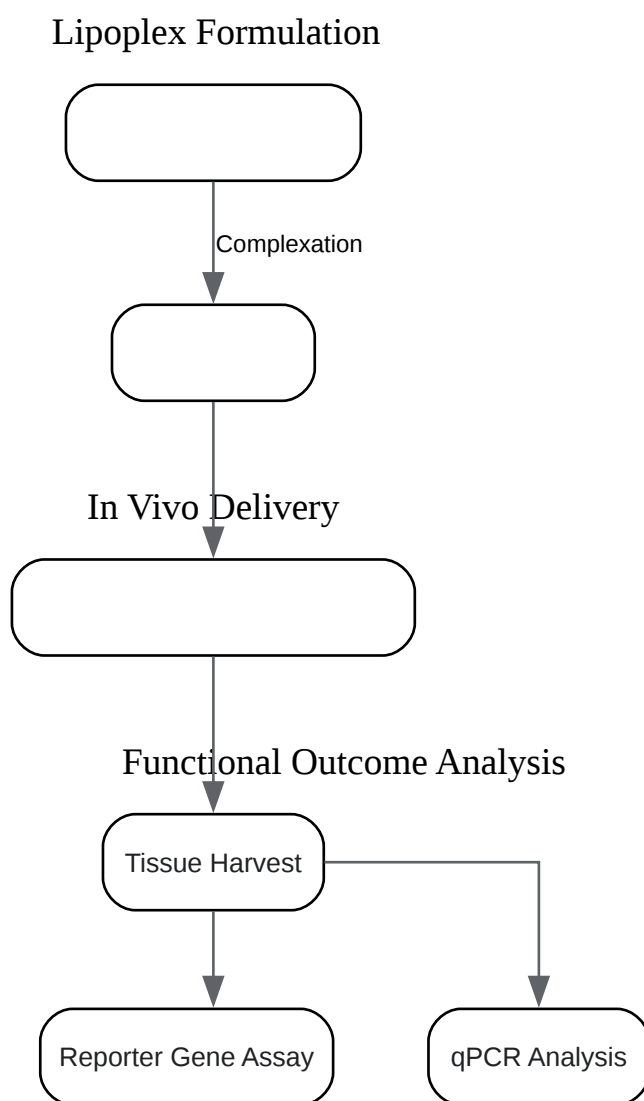 Lipoplex Formulation
Complexation
In Vivo Delivery
Functional Outcome Analysis
Tissue Harvest
Reporter Gene Assay
qPCR Analysis